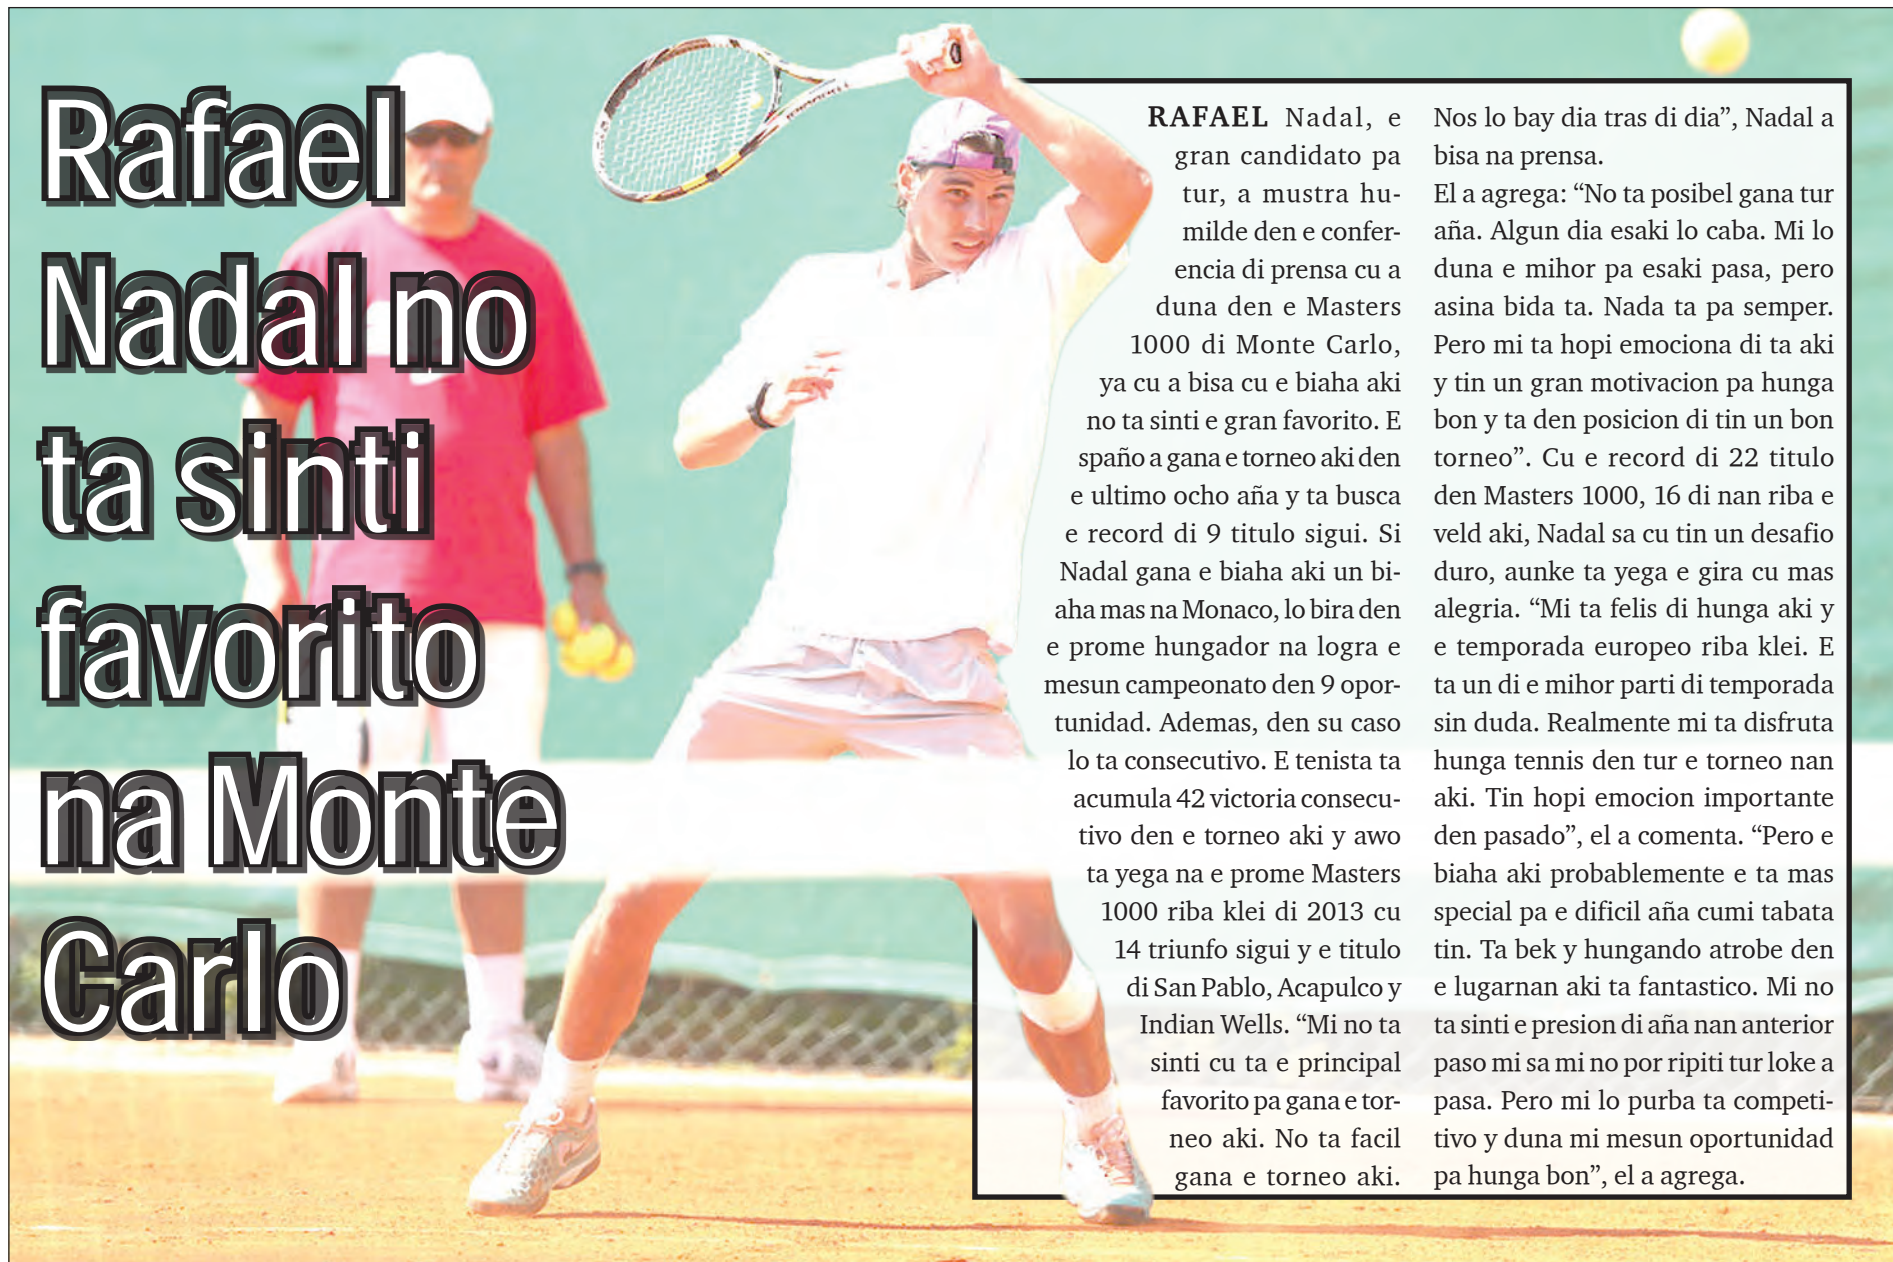 Rafael
Nadal no
ta sinti
favorito
na Monte
Carlo
RAFAEL Nadal, e
gran candidato pa
tur, a mustra hu-
milde den e confer-
encia di prensa cu a
duna den e Masters
1000 di Monte Carlo,
ya cu a bisa cu e biaha aki
no ta sinti e gran favorito. E
spaño a gana e torneo aki den
e ultimo ocho aña y ta busca
e record di 9 titulo sigui. Si
Nadal gana e biaha aki un bi-
aha mas na Monaco, lo bira den
e prome hungador na logra e
mesun campeonato den 9 opor-
tunidad. Ademas, den su caso
lo ta consecutivo. E tenista ta
acumula 42 victoria consecu-
tivo den e torneo aki y awo
ta yega na e prome Masters
1000 riba klei di 2013 cu
14 triunfo sigui y e titulo
di San Pablo, Acapulco y
Indian Wells. “Mi no ta
sinti cu ta e principal
favorito pa gana e tor-
neo aki. No ta facil
gana e torneo aki.
Nos lo bay dia tras di dia”, Nadal a
bisa na prensa.
El a agrega: “No ta posibel gana tur
aña. Algun dia esaki lo caba. Mi lo
duna e mihor pa esaki pasa, pero
asina bida ta. Nada ta pa semper.
Pero mi ta hopi emociona di ta aki
y tin un gran motivacion pa hunga
bon y ta den posicion di tin un bon
torneo”. Cu e record di 22 titulo
den Masters 1000, 16 di nan riba e
veld aki, Nadal sa cu tin un desafio
duro, aunke ta yega e gira cu mas
alegria. “Mi ta felis di hunga aki y
e temporada europeo riba klei. E
ta un di e mihor parti di temporada
sin duda. Realmente mi ta disfruta
hunga tennis den tur e torneo nan
aki. Tin hopi emocion importante
den pasado”, el a comenta. “Pero e
biaha aki probablemente e ta mas
special pa e dificil aña cumi tabata
tin. Ta bek y hungando atrobe den
e lugarnan aki ta fantastico. Mi no
ta sinti e presion di aña nan anterior
paso mi sa mi no por ripiti tur loke a
pasa. Pero mi lo purba ta competi-
tivo y duna mi mesun oportunidad
pa hunga bon”, el a agrega.